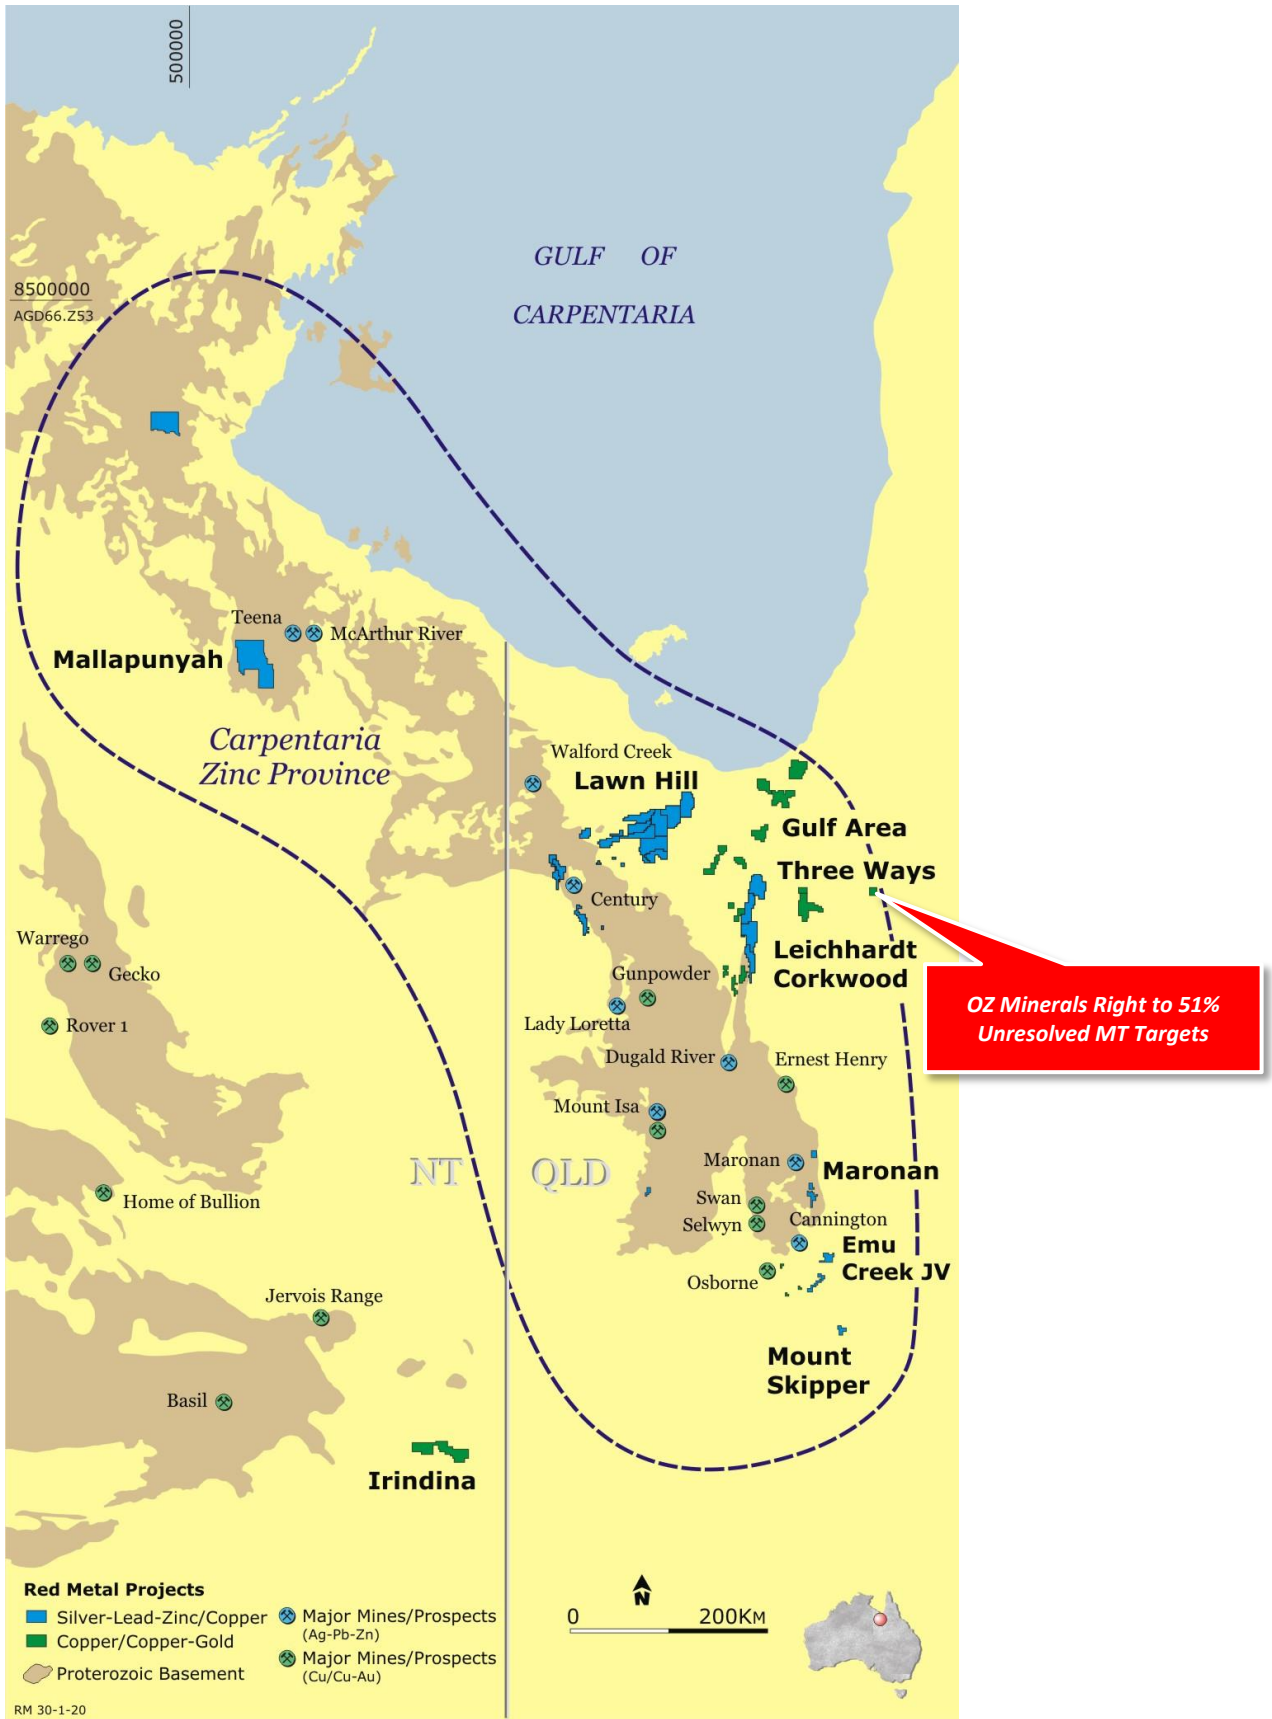 500000
GULF OF
CARPENTARIA
8500000
AGD66.Z53
Teena
McArthur River
Mallapunyah
Carpentaria
Zinc Province
Walford Creek
Lawn Hill
Gulf Area
Three Ways
Century
Leichhardt
Corkwood
Warrego
Gecko
Gunpowder
OZ Minerals Right to 51%
Unresolved MT Targets
Rover 1
Lady Loretta
Dugald River
Ernest Henry
Mount Isa
NT
QLD
Maronan
Maronan
Home of Bullion
Swan
Selwyn
Cannington
Emu
Creek JV
Osborne
Jervois Range
Mount
Skipper
Basil
Irindina
Red Metal Projects
Silver-Lead-Zinc/Copper
Copper/Copper-Gold
Proterozoic Basement
Major Mines/Prospects
(Ag-Pb-Zn)
Major Mines/Prospects
(Cu/Cu-Au)
N
0 200KM
RM 30-1-20